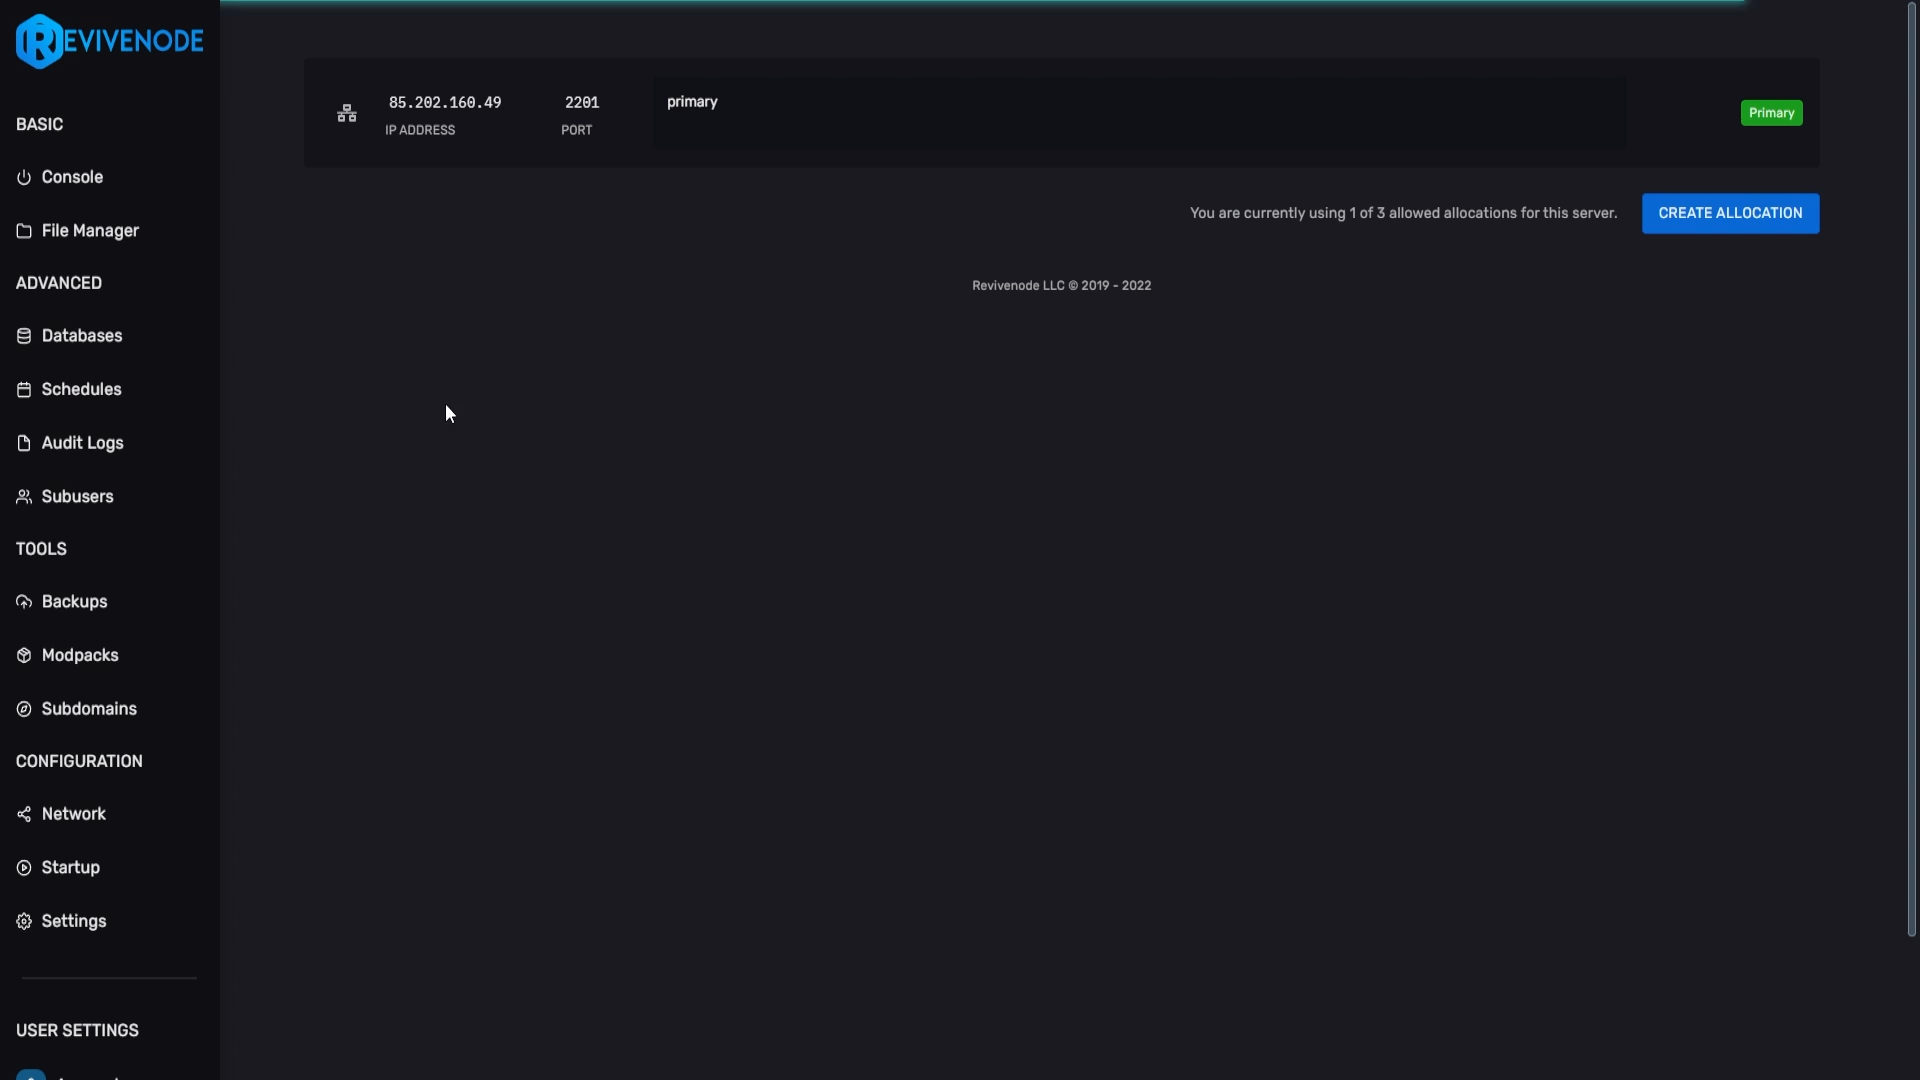 REVIVENODE
BASIC
Console
File Manager
ADVANCED
Databases
Schedules
Audit Logs
Subusers
TOOLS
Backups
Modpacks
Subdomains
CONFIGURATION
Network
Startup
Settings
USER SETTINGS
85.202.160.49
IP ADDRESS
2201
PORT
primary
Primary
You are currently using 1 of 3 allowed allocations for this server.
CREATE ALLOCATION
Revivenode LLC © 2019 - 2022